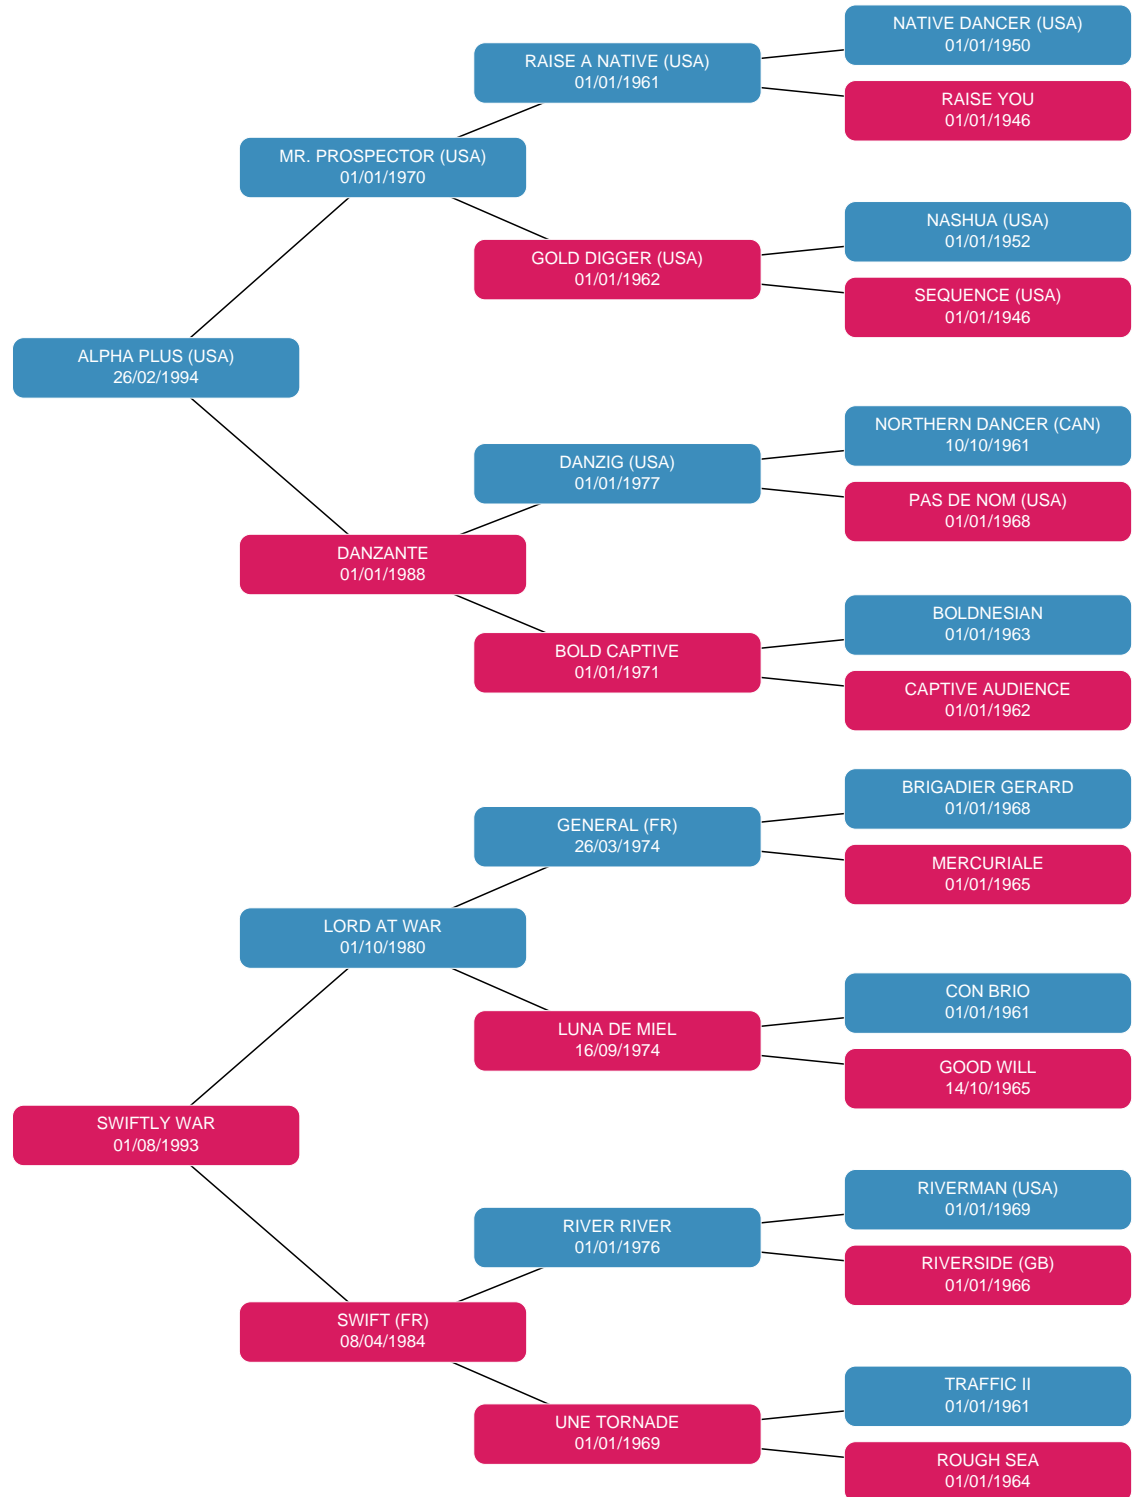 NATIVE DANCER (USA)
01/01/1950
RAISE A NATIVE (USA)
01/01/1961
RAISE YOU
01/01/1946
MR. PROSPECTOR (USA)
01/01/1970
NASHUA (USA)
01/01/1952
GOLD DIGGER (USA)
01/01/1962
SEQUENCE (USA)
01/01/1946
ALPHA PLUS (USA)
26/02/1994
NORTHERN DANCER (CAN)
10/10/1961
DANZIG (USA)
01/01/1977
PAS DE NOM (USA)
01/01/1968
DANZANTE
01/01/1988
BOLDNESIAN
01/01/1963
BOLD CAPTIVE
01/01/1971
CAPTIVE AUDIENCE
01/01/1962
BRIGADIER GERARD
01/01/1968
GENERAL (FR)
26/03/1974
MERCURIALE
01/01/1965
LORD AT WAR
01/10/1980
CON BRIO
01/01/1961
LUNA DE MIEL
16/09/1974
GOOD WILL
14/10/1965
SWIFTLY WAR
01/08/1993
RIVERMAN (USA)
01/01/1969
RIVER RIVER
01/01/1976
RIVERSIDE (GB)
01/01/1966
SWIFT (FR)
08/04/1984
TRAFFIC II
01/01/1961
UNE TORNADE
01/01/1969
ROUGH SEA
01/01/1964